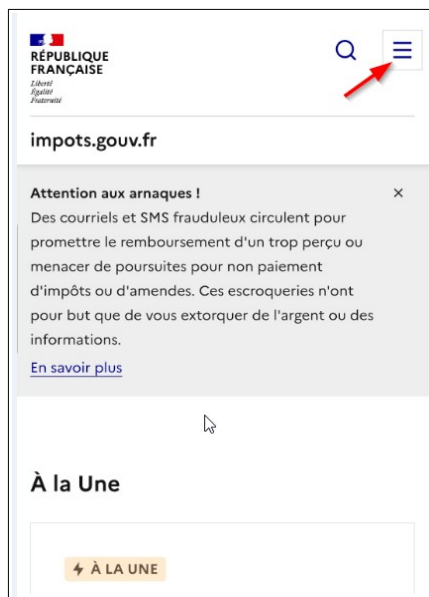 RÉPUBLIQUE
FRANÇAISE
Liberté
Égalité
Fraternité
impots.gouv.fr
Attention aux arnaques !
Des courriels et SMS frauduleux circulent pour
promettre le remboursement d'un trop perçu ou
menacer de poursuites pour non paiement
d'impôts ou d'amendes. Ces escroqueries n'ont
pour but que de vous extorquer de l'argent ou des
informations.
En savoir plus
À la Une
À LA UNE